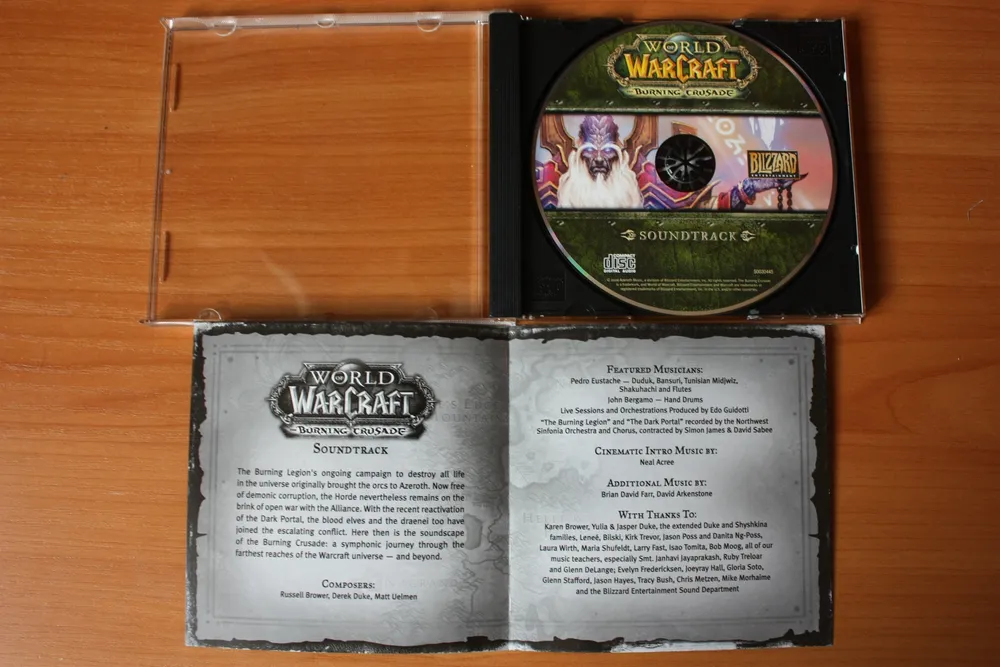 WORLD
OF
WARCRAFT
BURNING CRUSADE
BLIZZARD
ENTERTAINMENT
SOUNDTRACK
COMPACT
disc
DIGITAL AUDIO
WORLD
OF
WARCRAFT
BURNING CRUSADE
SOUNDTRACK
The Burning Legion's ongoing campaign to destroy all life
in the universe originally brought the orcs to Azeroth. Now free
of demonic corruption, the Horde nevertheless remains on the
brink of open war with the Alliance. With the recent reactivation
of the Dark Portal, the blood elves and the draenei too have
joined the escalating conflict. Here then is the soundscape
of the Burning Crusade: a symphonic journey through the
farthest reaches of the Warcraft universe — and beyond.
COMPOSERS:
Russell Brower, Derek Duke, Matt Uelmen
FEATURED MUSICIANS:
Pedro Eustache — Duduk, Bansuri, Tunisian Midjwiz,
Shakuhachi and Flutes
John Bergamo — Hand Drums
Live Sessions and Orchestrations Produced by Edo Guidotti
"The Burning Legion" and "The Dark Portal" recorded by the Northwest
Sinfonia Orchestra and Chorus, contracted by Simon James & David Sabee
CINEMATIC INTRO MUSIC BY:
Neal Acree
ADDITIONAL MUSIC BY:
Brian David Farr, David Arkenstone
WITH THANKS TO:
Karen Brower, Yulia & Jasper Duke, the extended Duke and Shyshkina
families, Leneé, Bilski, Kirk Trevor, Jason Poss and Danita Ng-Poss,
Laura Wirth, Maria Shufeldt, Larry Fast, Isao Tomita, Bob Moog, all of our
music teachers, especially Smt. Janhavi Jayaprakash, Ruby Treloar
and Glenn DeLange; Evelyn Fredericksen, Joeyray Hall, Gloria Soto,
Glenn Stafford, Jason Hayes, Tracy Bush, Chris Metzen, Mike Morhaime
and the Blizzard Entertainment Sound Department